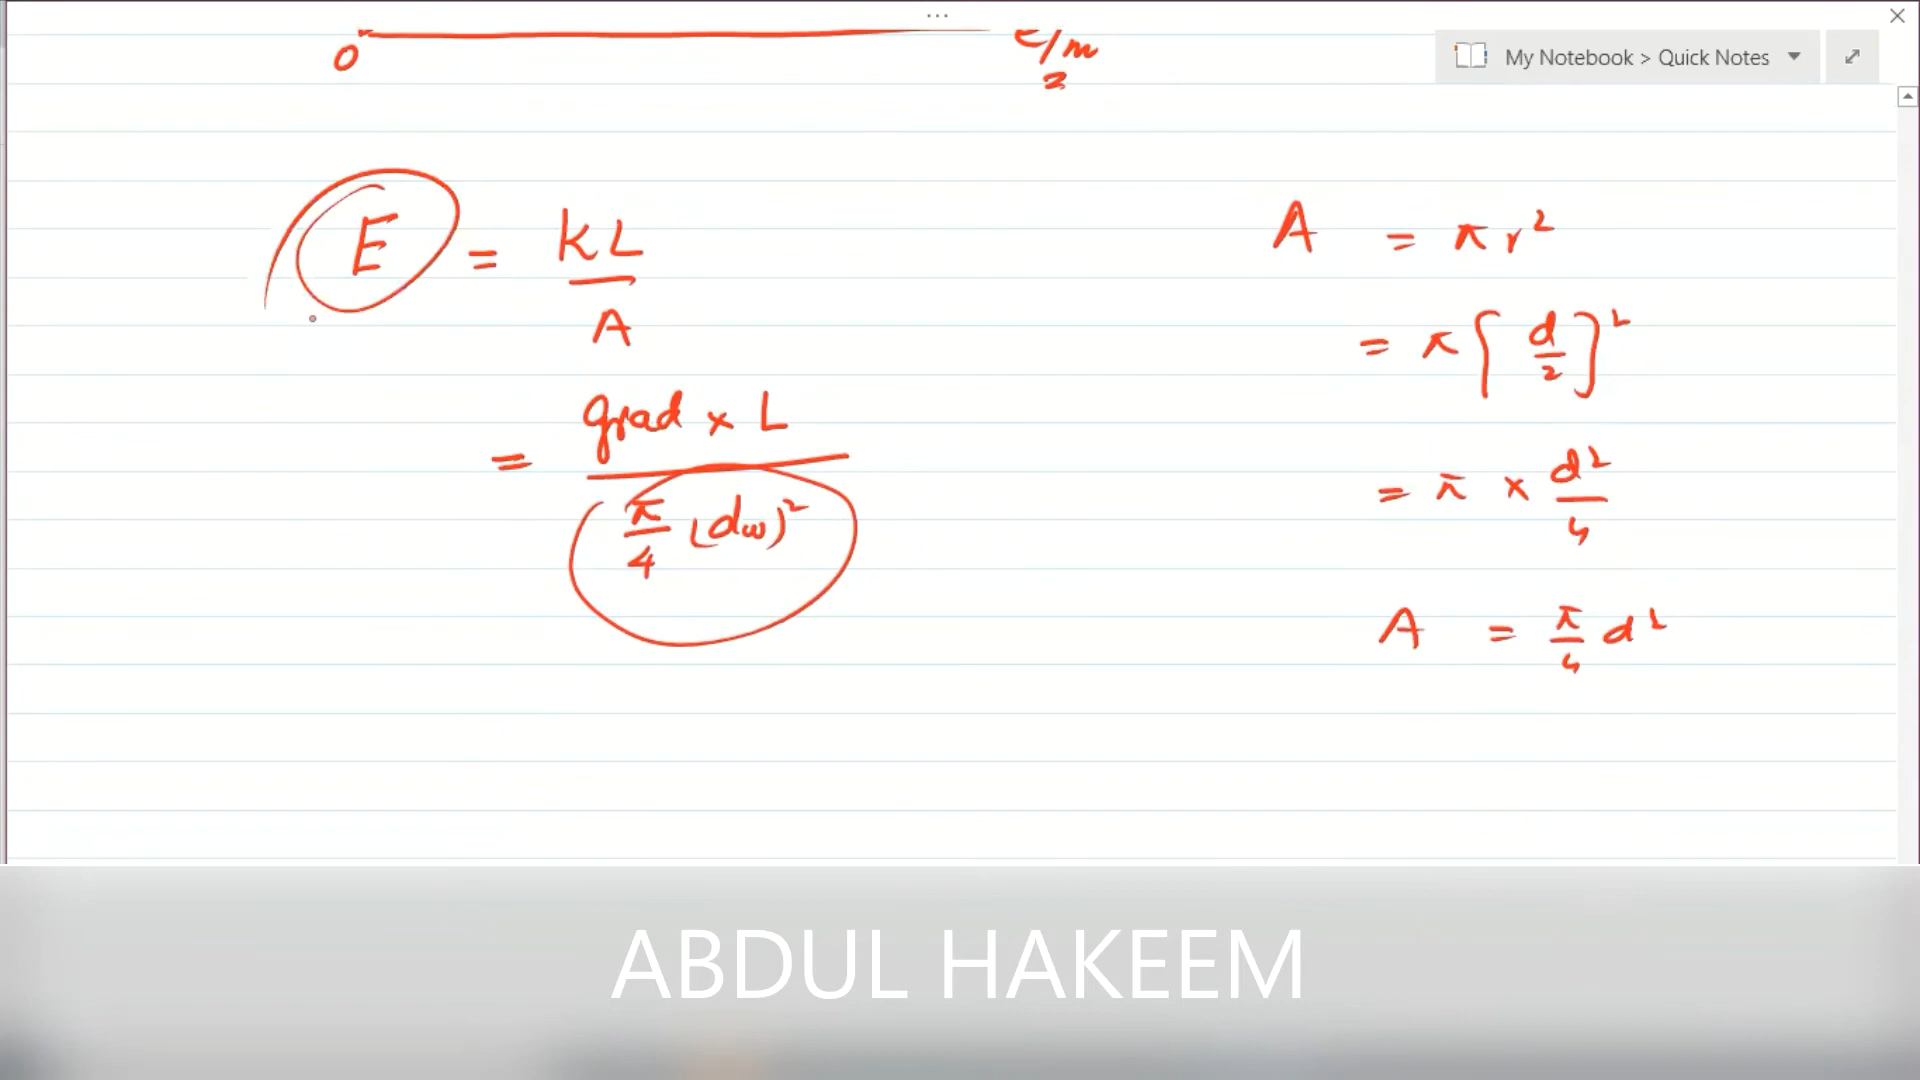 0 e/m
2
My Notebook > Quick Notes
E = kL
A
= grad × L
π/4 (dω)²
A = πr²
= π [d/2]²
= π × d²/4
A = π/4 d²
ABDUL HAKEEM